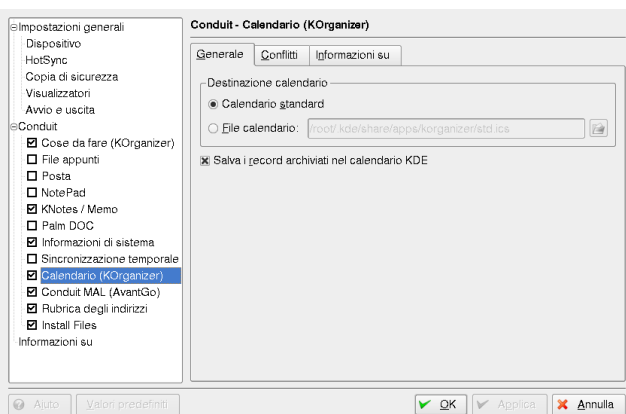 Impostazioni generali
Dispositivo
HotSync
Copia di sicurezza
Visualizzatori
Avvio e uscita
Conduit
Cose da fare (KOrganizer)
File appunti
Posta
NotePad
KNotes / Memo
Palm DOC
Informazioni di sistema
Sincronizzazione temporale
Calendario (KOrganizer)
Conduit MAL (AvantGo)
Rubrica degli indirizzi
Install Files
Informazioni su
Conduit - Calendario (KOrganizer)
Generale Conflitti Informazioni su
Destinazione calendario
Calendario standard
File calendario: /root/.kde/share/apps/korganizer/std.ics
Salva i record archiviati nel calendario KDE
Aiuto Valori predefiniti OK Applica Annulla